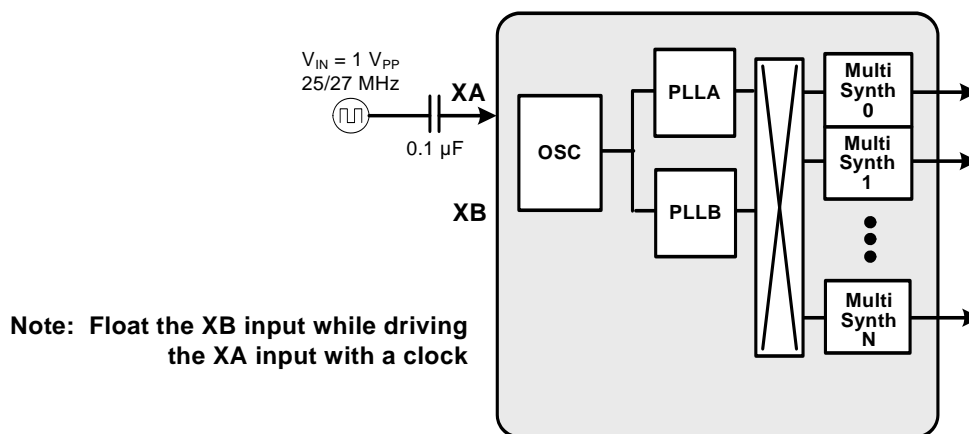 V_IN = 1 V_PP
25/27 MHz
XA
0.1 µF
XB
OSC
PLLA
PLLB
Multi
Synth
0
Multi
Synth
1
Multi
Synth
N
Note: Float the XB input while driving
the XA input with a clock